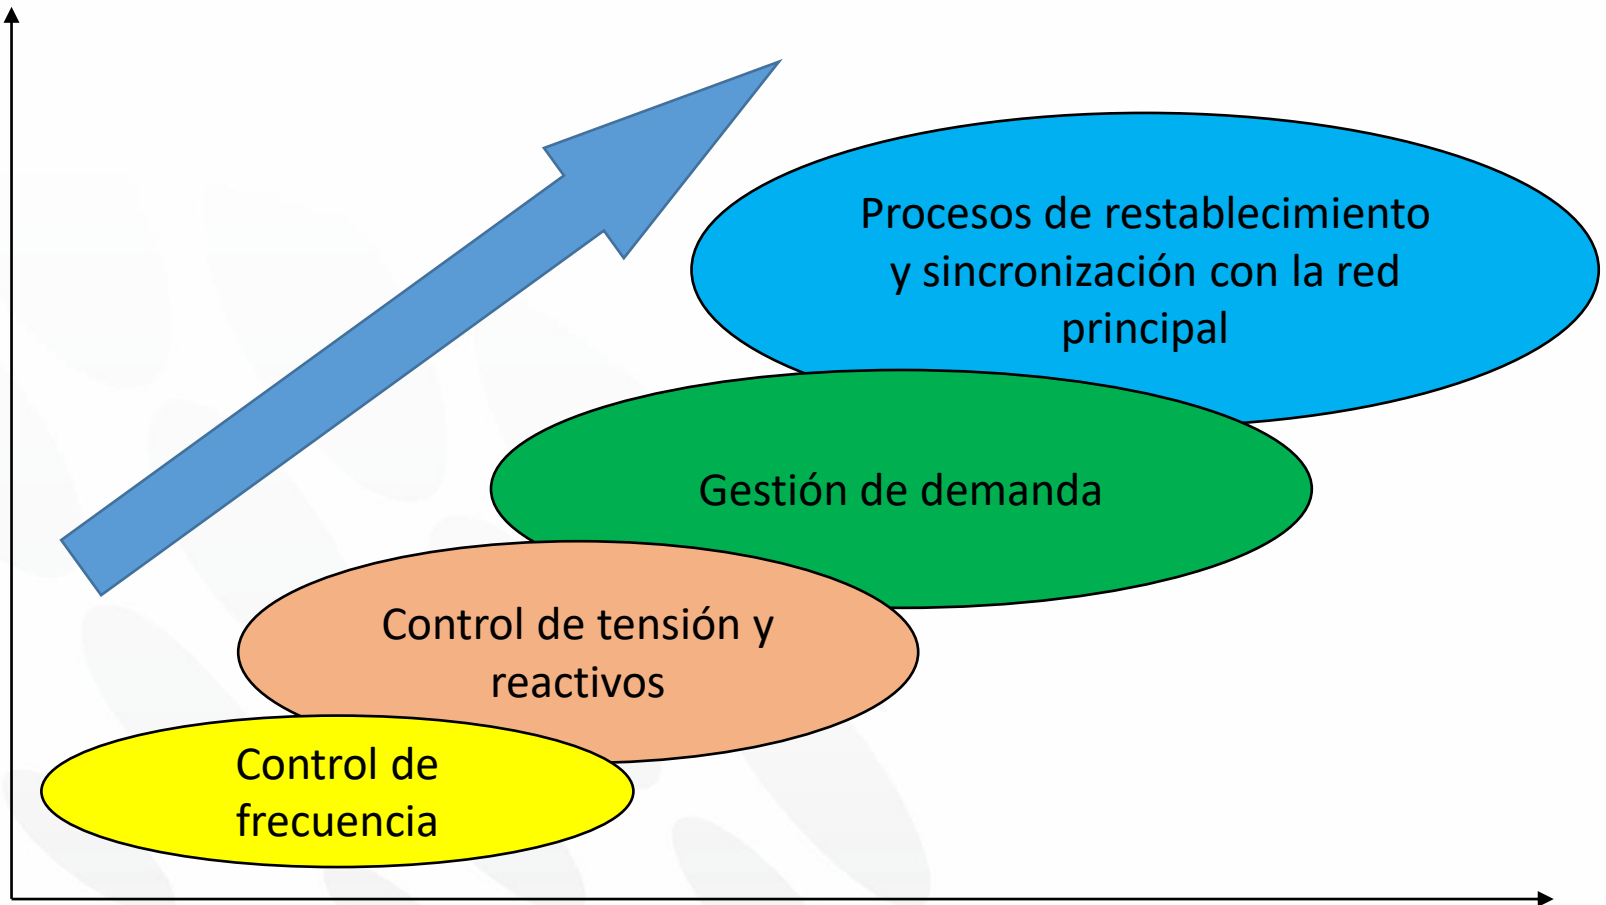 Procesos de restablecimiento
y sincronización con la red
principal
Gestión de demanda
Control de tensión y
reactivos
Control de
frecuencia